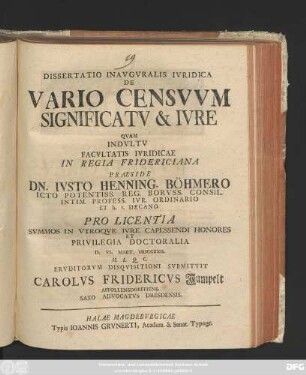 DISSERTATIO INAVGVRALIS IVRIDICA
DE
VARIO CENSVVM
SIGNIFICATV & IVRE
QVAM
INDVLTV
FACVLTATIS IVRIDICAE
IN REGIA FRIDERICIANA
PRAESIDE
DN. IVSTO HENNING. BÖHMERO
ICTO POTENTISS. REG. BORVSS. CONSIL.
INTIM. PROFESS. IVR. ORDINARIO
ET h. t. DECANO
PRO LICENTIA
SVMMOS IN VTROQVE IVRE CAPESSENDI HONORES
ET
PRIVILEGIA DOCTORALIA
H. L. Q. C.
ERVDITORVM DISQVISITIONI SVBMITTIT
CAROLVS FRIDERICVS
SAXO ADVOCATVS DRESDENSIS.
HALAE MAGDEBVRGICAE
Typis IOANNIS GRVNERTI, Academ. & Senat. Typogr.